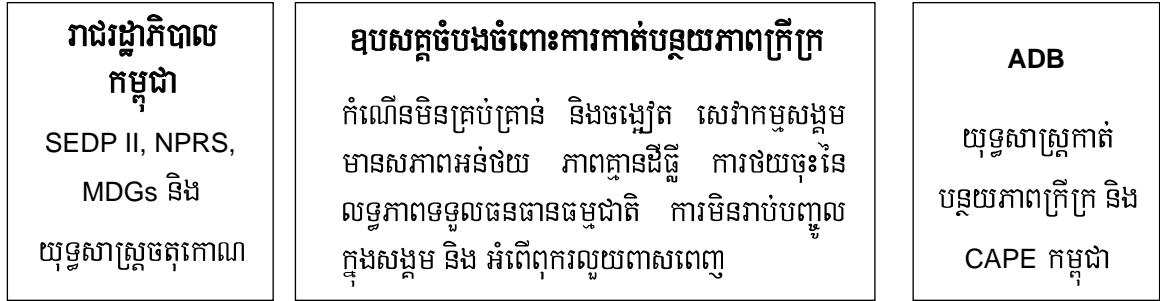 រាជរដ្ឋាភិបាល
កម្ពុជា
SEDP II, NPRS,
MDGs និង
យុទ្ធសាស្ត្រចតុកោណ
ឧបសគ្គចំបងចំពោះការកាត់បន្ថយភាពក្រីក្រ
កំណើនមិនគ្រប់គ្រាន់ និងចង្អៀត សេវាកម្មសង្គម
មានសភាពអន់ថយ ភាពគ្មានដីធ្លី ការថយចុះនៃ
លទ្ធភាពទទួលធនធានធម្មជាតិ ការមិនរាប់បញ្ចូល
ក្នុងសង្គម និង អំពើពុករលួយពាសពេញ
ADB
យុទ្ធសាស្ត្រកាត់
បន្ថយភាពក្រីក្រ និង
CAPE កម្ពុជា